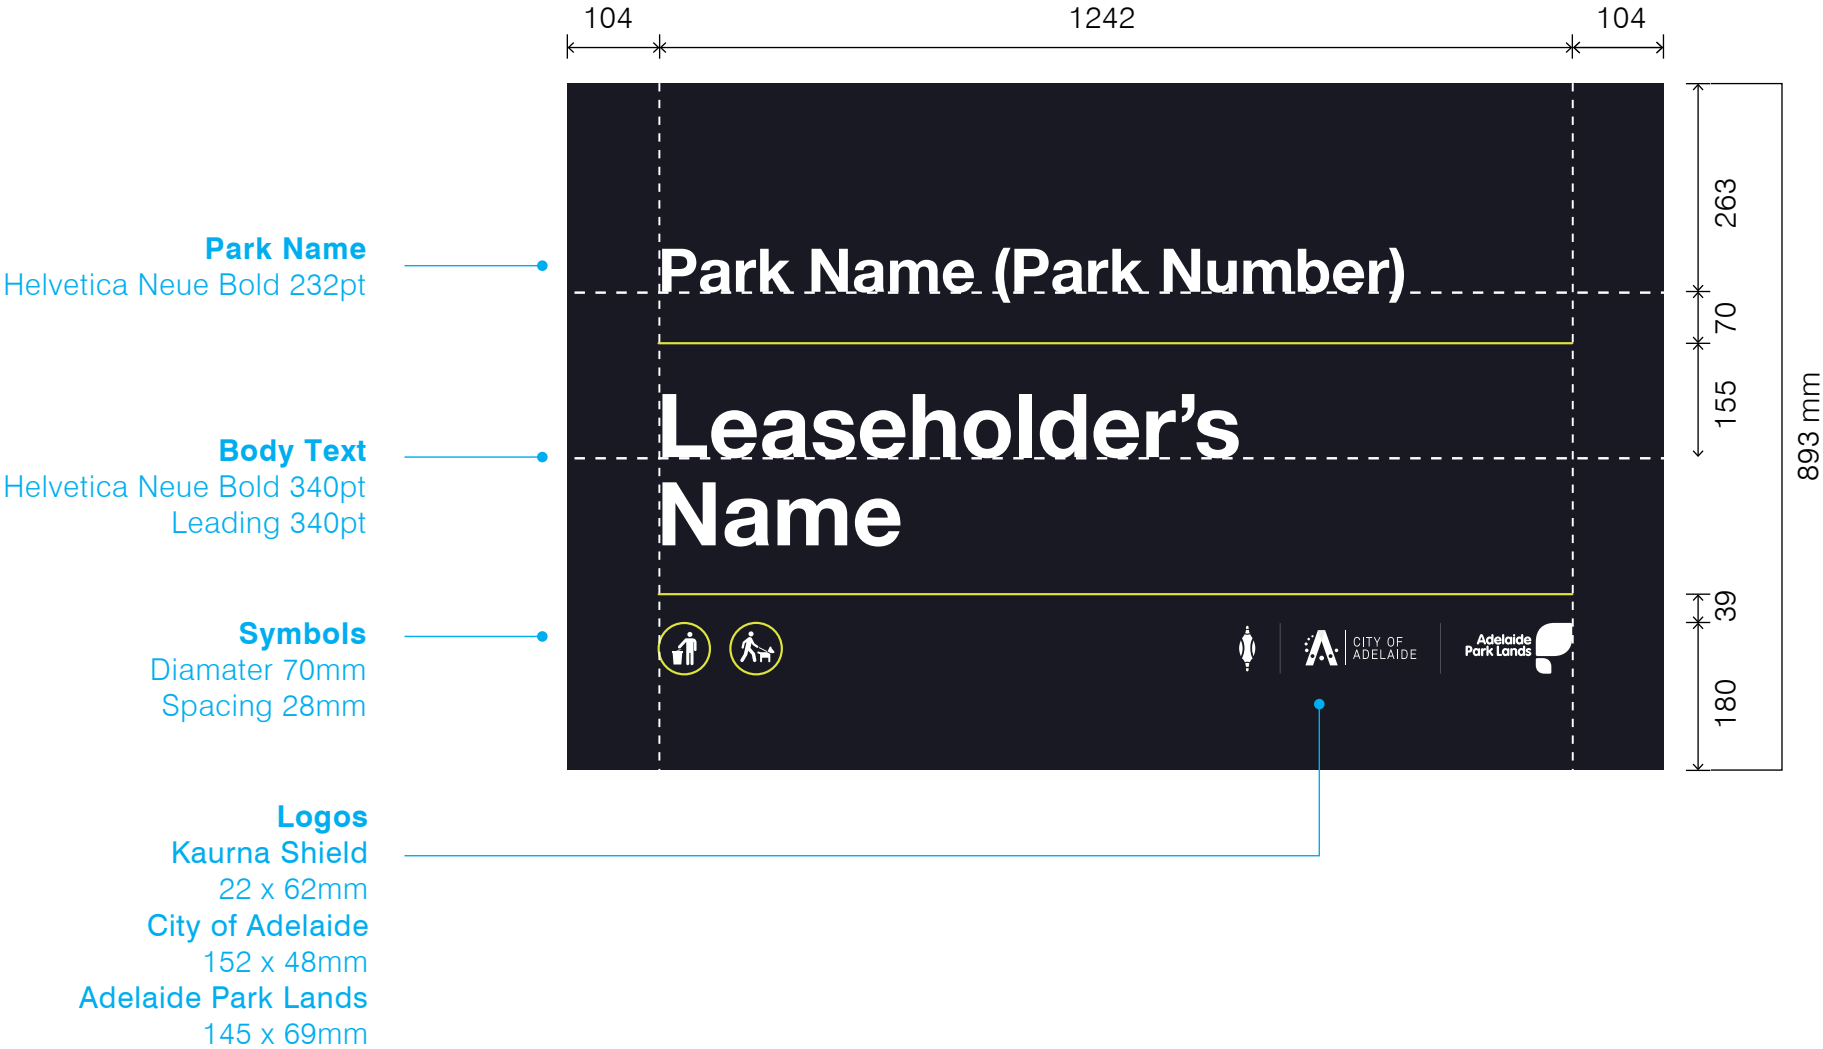 104
1242
104
263
70
155
893 mm
39
180
Park Name
Helvetica Neue Bold 232pt
Body Text
Helvetica Neue Bold 340pt
Leading 340pt
Symbols
Diamater 70mm
Spacing 28mm
Logos
Kaurna Shield
22 x 62mm
City of Adelaide
152 x 48mm
Adelaide Park Lands
145 x 69mm
Park Name (Park Number)
Leaseholder’s
Name
CITY OF
ADELAIDE
Adelaide
Park Lands